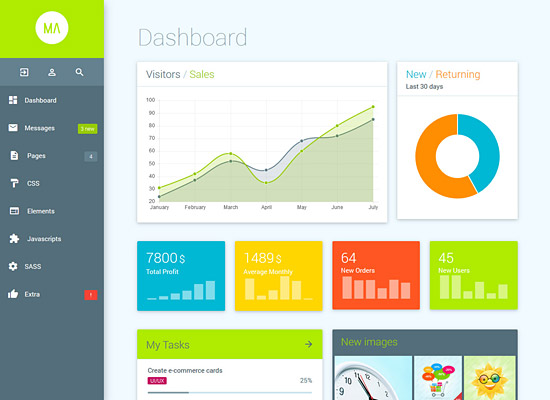 MA
Dashboard
Messages
3 new
Pages
4
CSS
Elements
Javascripts
SASS
Extra
Dashboard
Visitors / Sales
100
90
80
70
60
50
40
30
20
January February March April May June July
New / Returning
Last 30 days
7800 $
Total Profit
1489 $
Average Monthly
64
New Orders
45
New Users
My Tasks
Create e-commerce cards
UI/UX
25%
New images